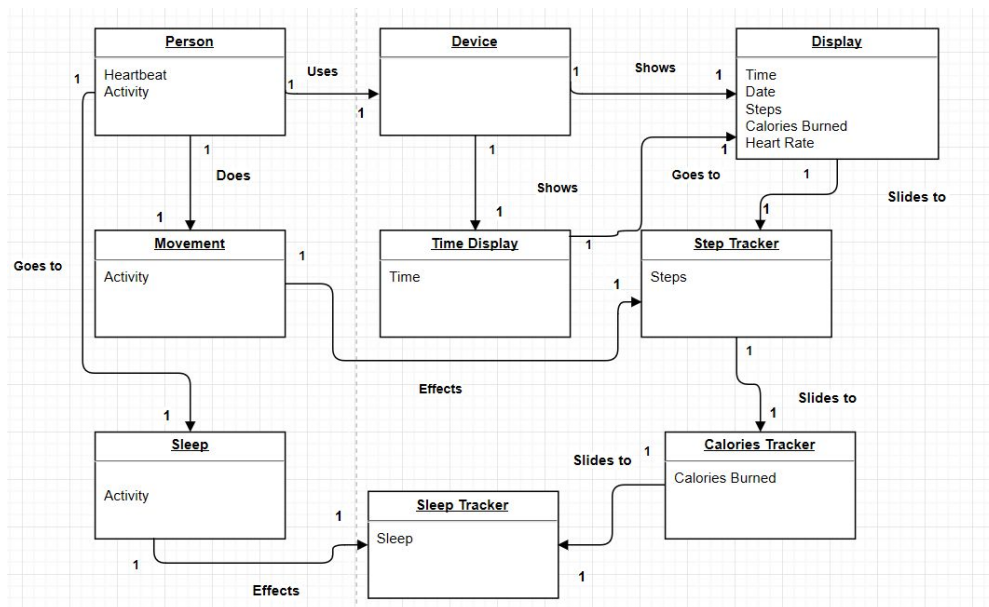 Person
Heartbeat
Activity
1
1
Uses
1
Device
1
Shows
1
Display
Time
Date
Steps
Calories Burned
Heart Rate
1
Does
1
1
Shows
1
Goes to
1
1
Slides to
1
Goes to
Movement
Activity
1
Time Display
Time
1
Step Tracker
Steps
1
Effects
1
Slides to
1
1
Sleep
Activity
1
Effects
1
Sleep Tracker
Sleep
1
Slides to
1
Calories Tracker
Calories Burned